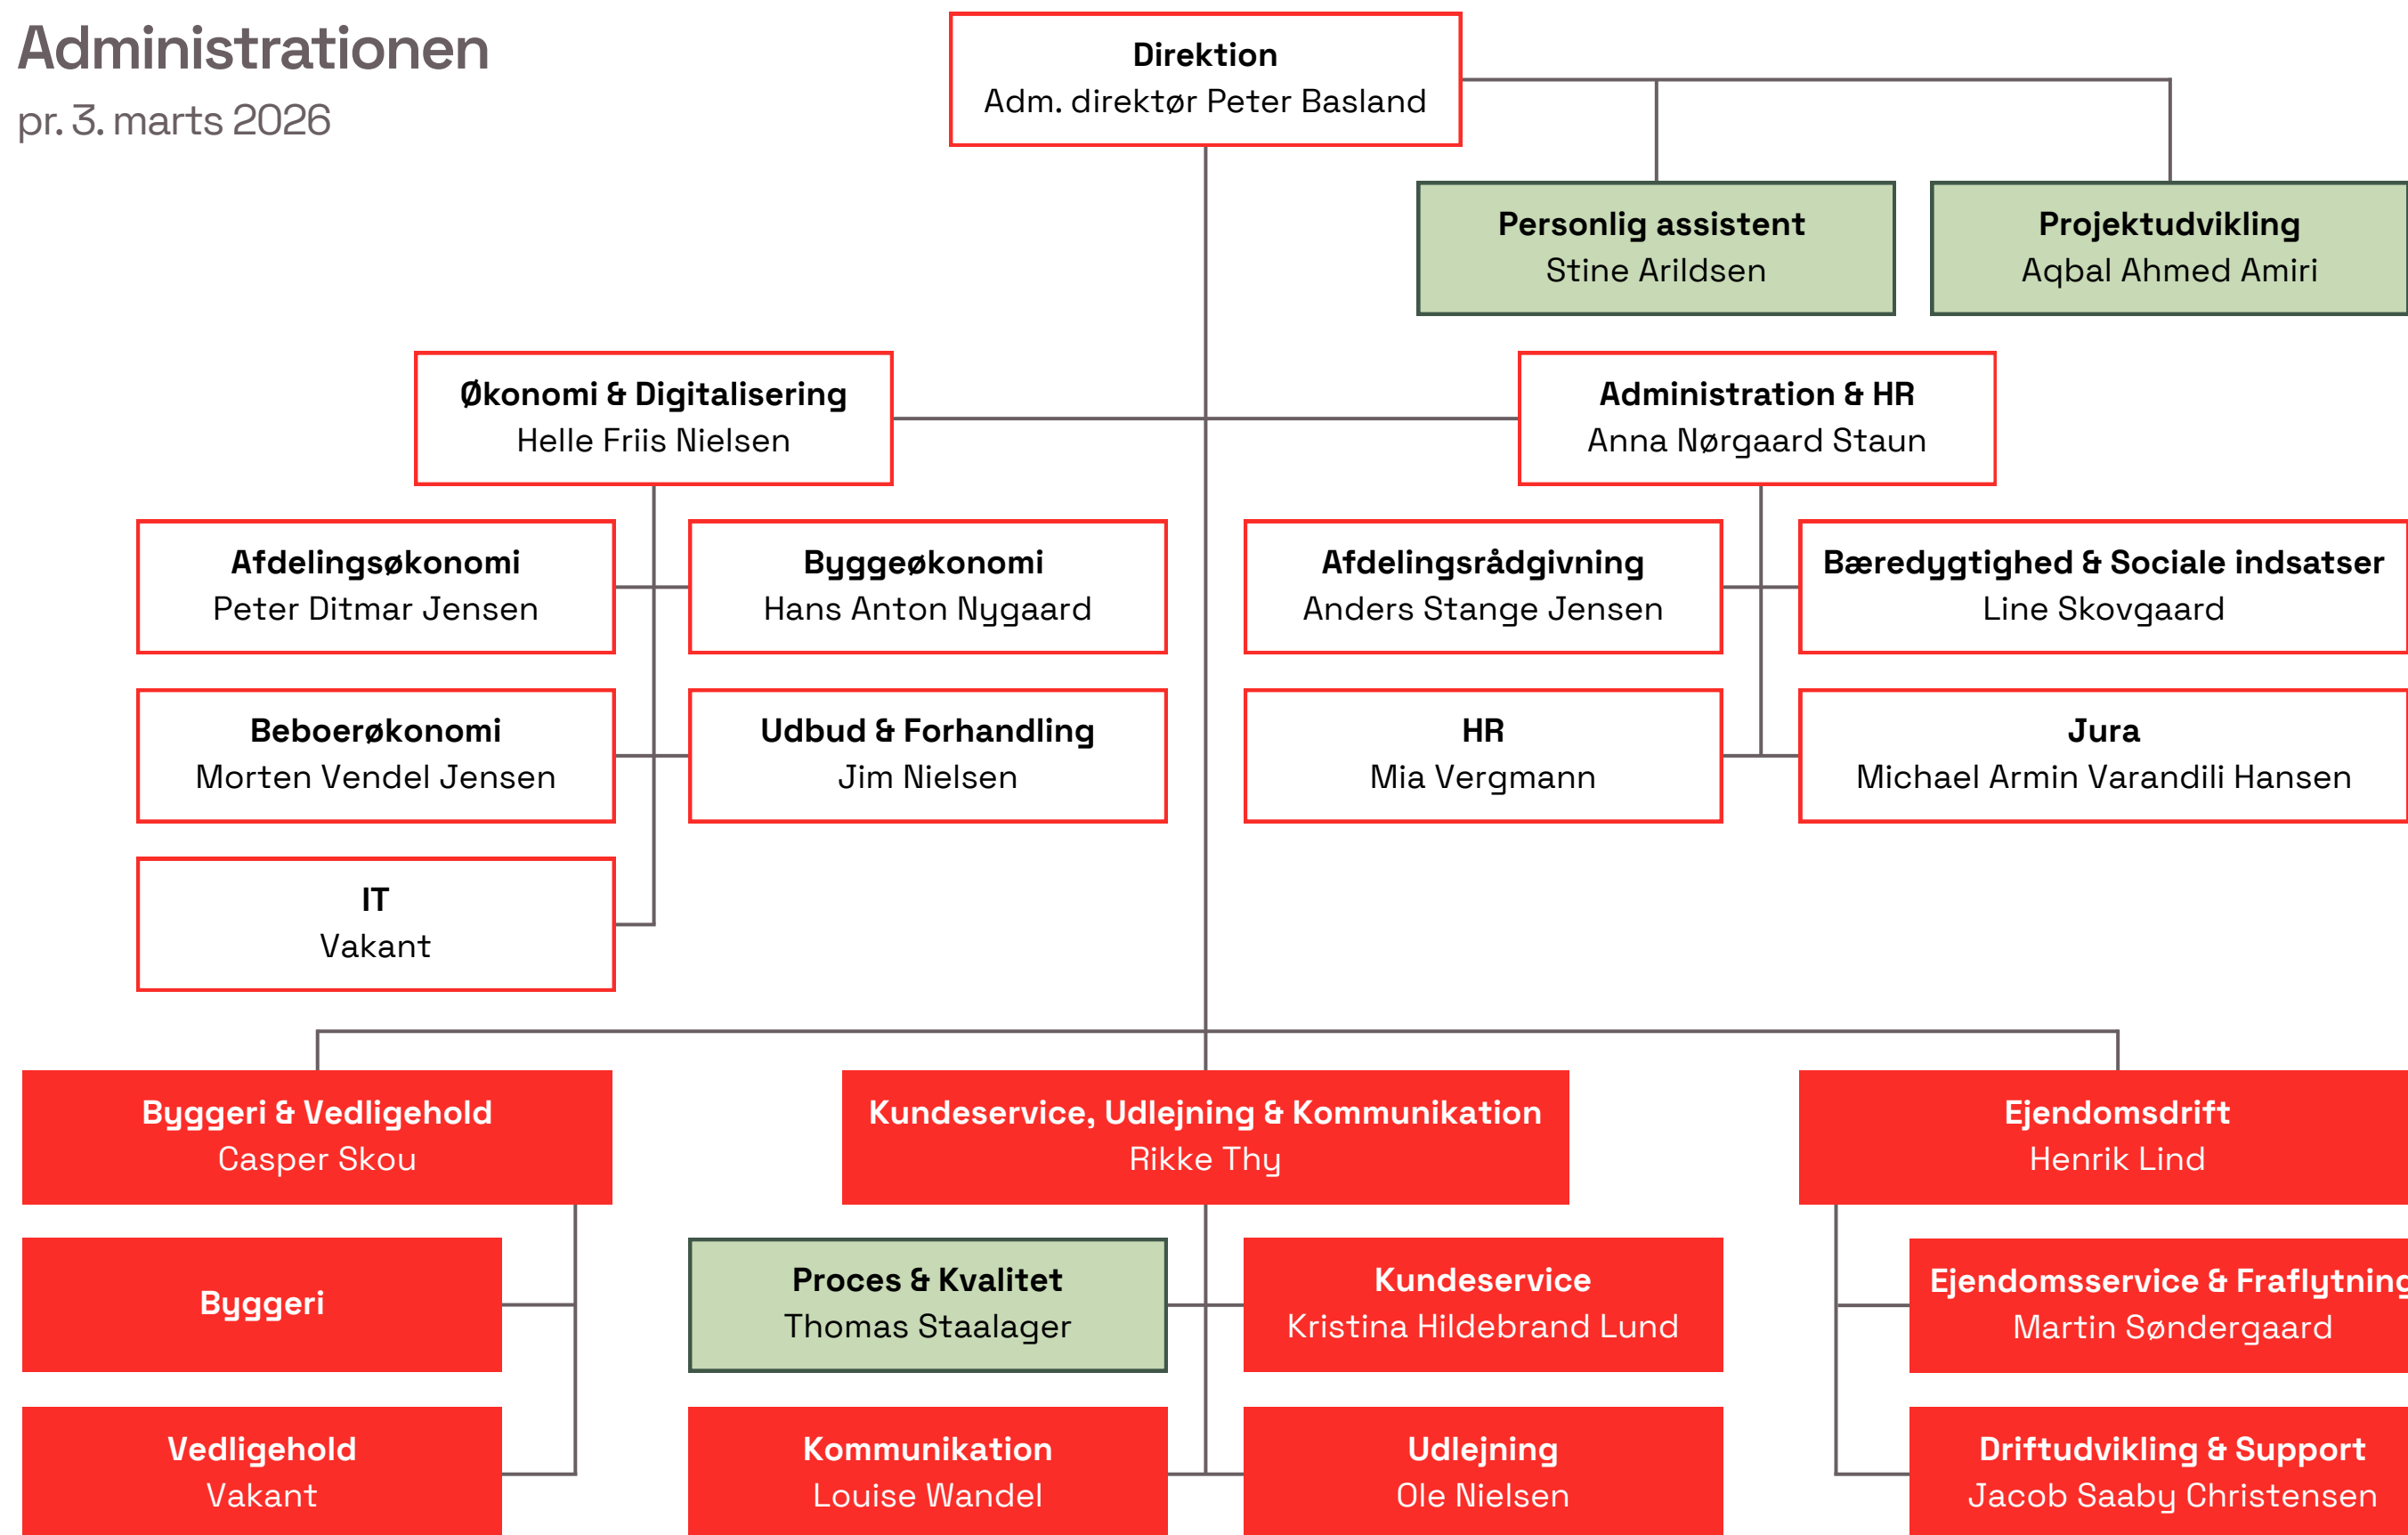 Administrationen
pr. 3. marts 2026
Direktion
Adm. direktør Peter Basland
Personlig assistent
Stine Arildsen
Projektudvikling
Aqbal Ahmed Amiri
Økonomi & Digitalisering
Helle Friis Nielsen
Administration & HR
Anna Nørgaard Staun
Afdelingsøkonomi
Peter Ditmar Jensen
Byggeøkonomi
Hans Anton Nygaard
Afdelingsrådgivning
Anders Stange Jensen
Bæredygtighed & Sociale indsatser
Line Skovgaard
Beboerøkonomi
Morten Vendel Jensen
Udbud & Forhandling
Jim Nielsen
HR
Mia Vergmann
Jura
Michael Armin Varandili Hansen
IT
Vakant
Byggeri & Vedligehold
Casper Skou
Kundeservice, Udlejning & Kommunikation
Rikke Thy
Ejendomsdrift
Henrik Lind
Byggeri
Proces & Kvalitet
Thomas Staalager
Kundeservice
Kristina Hildebrand Lund
Ejendomsservice & Fraflytning
Martin Søndergaard
Vedligehold
Vakant
Kommunikation
Louise Wandel
Udlejning
Ole Nielsen
Driftudvikling & Support
Jacob Saaby Christensen